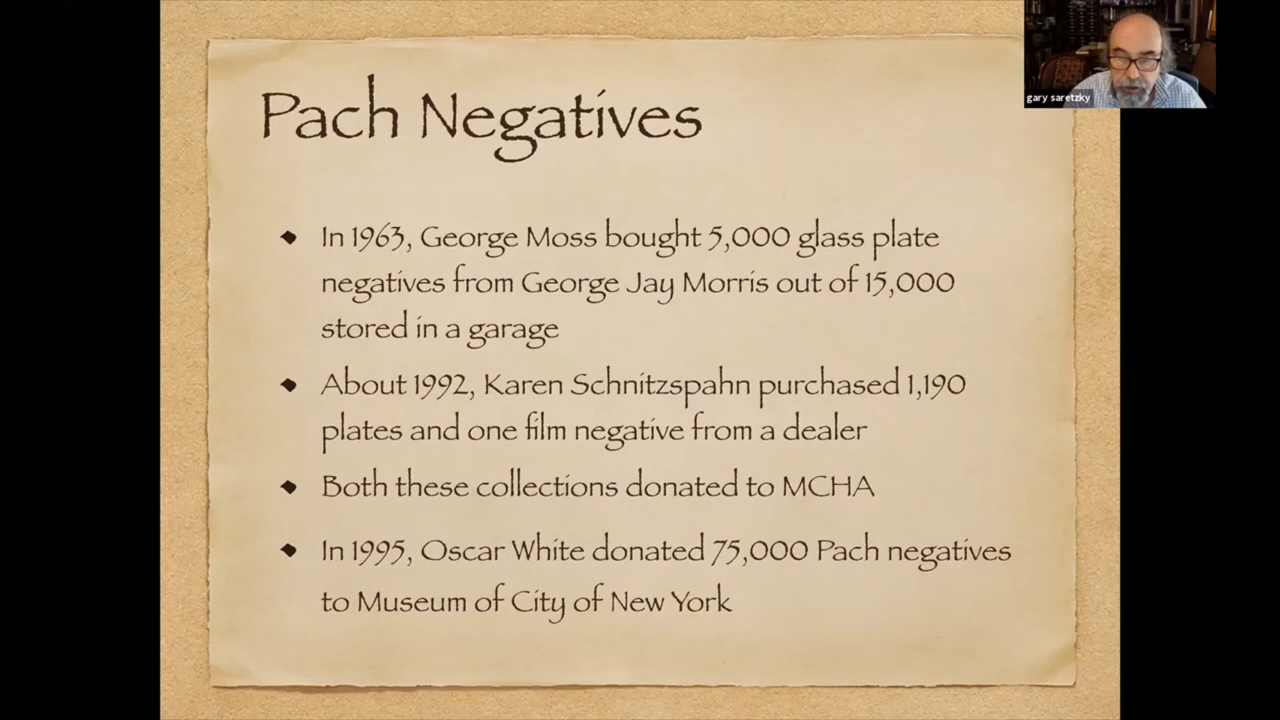 Pach Negatives
In 1963, George Moss bought 5,000 glass plate
negatives from George Jay Morris out of 15,000
stored in a garage
About 1992, Karen Schnitzspahn purchased 1,190
plates and one film negative from a dealer
Both these collections donated to MCHA
In 1995, Oscar White donated 75,000 Pach negatives
to Museum of City of New York
gary saretzky